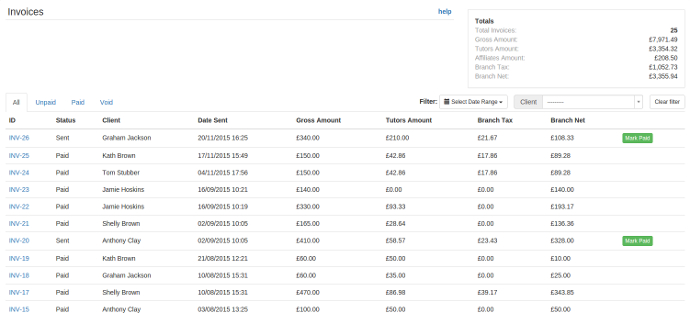 Invoices
help
Totals
Total Invoices: 25
Gross Amount: £7,971.49
Tutors Amount: £3,354.32
Affiliates Amount: £208.50
Branch Tax: £1,052.73
Branch Net: £3,355.94
All Unpaid Paid Void
Filter: Select Date Range Client -------- Clear filter
ID Status Client Date Sent Gross Amount Tutors Amount Branch Tax Branch Net
INV-26 Sent Graham Jackson 20/11/2015 16:25 £340.00 £210.00 £21.67 £108.33 Mark Paid
INV-25 Paid Kath Brown 17/11/2015 15:49 £150.00 £42.86 £17.86 £89.28
INV-24 Paid Tom Stubber 04/11/2015 17:56 £150.00 £42.86 £17.86 £89.28
INV-23 Paid Jamie Hoskins 16/09/2015 10:21 £140.00 £0.00 £0.00 £140.00
INV-22 Paid Jamie Hoskins 16/09/2015 10:19 £330.00 £93.33 £0.00 £193.17
INV-21 Paid Shelly Brown 02/09/2015 10:05 £165.00 £28.64 £0.00 £136.36
INV-20 Sent Anthony Clay 02/09/2015 10:05 £410.00 £58.57 £23.43 £328.00 Mark Paid
INV-19 Paid Kath Brown 21/08/2015 12:21 £60.00 £50.00 £0.00 £10.00
INV-18 Paid Graham Jackson 10/08/2015 15:31 £60.00 £35.00 £0.00 £25.00
INV-17 Paid Shelly Brown 10/08/2015 15:31 £470.00 £86.98 £39.17 £343.85
INV-15 Paid Anthony Clay 03/08/2015 13:25 £100.00 £50.00 £0.00 £50.00